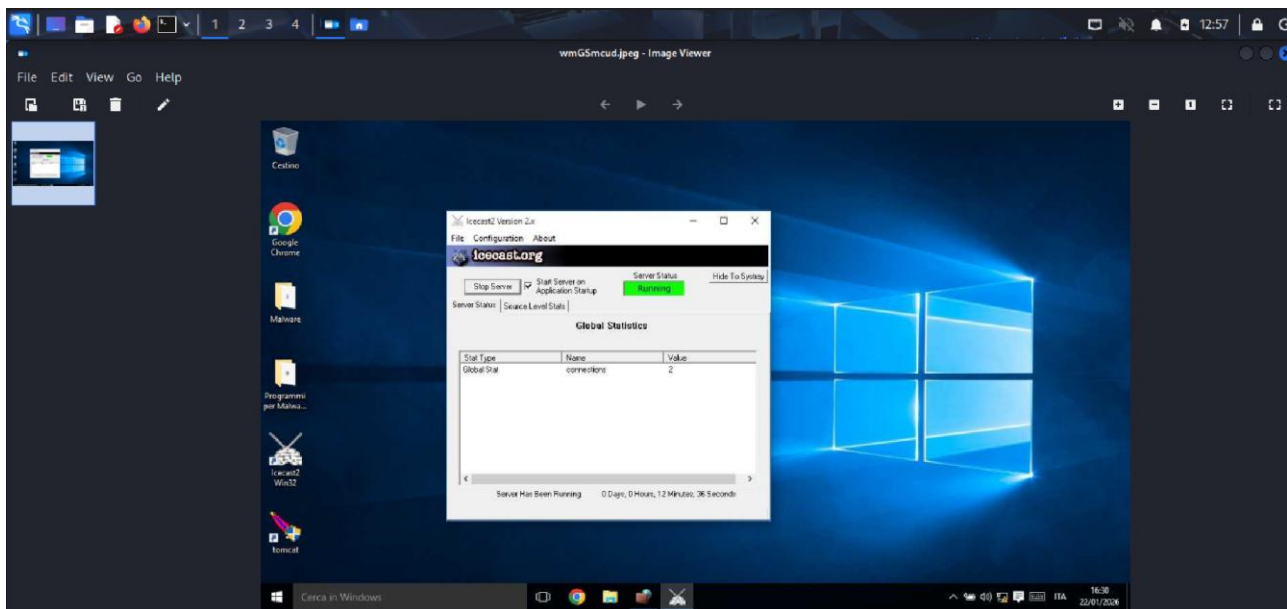 1 2 3 4
12:57
wmGSmcud.jpeg - Image Viewer
File Edit View Go Help
Cestino
Google
Chrome
Malware
Programmi
per Malwa...
Icecast2
Win32
tomcat
Icecast2 Version 2.x
File Configuration About
icecast.org
Stop Server
Start Server on
Application Startup
Server Status
Running
Hide To Systray
Server Status Source Level Stats
Global Statistics
Stat Type Name Value
Global Stat connections 2
Server Has Been Running 0 Days, 0 Hours, 12 Minutes, 36 Seconds
Cerca in Windows
ITA
16:30
22/01/2026